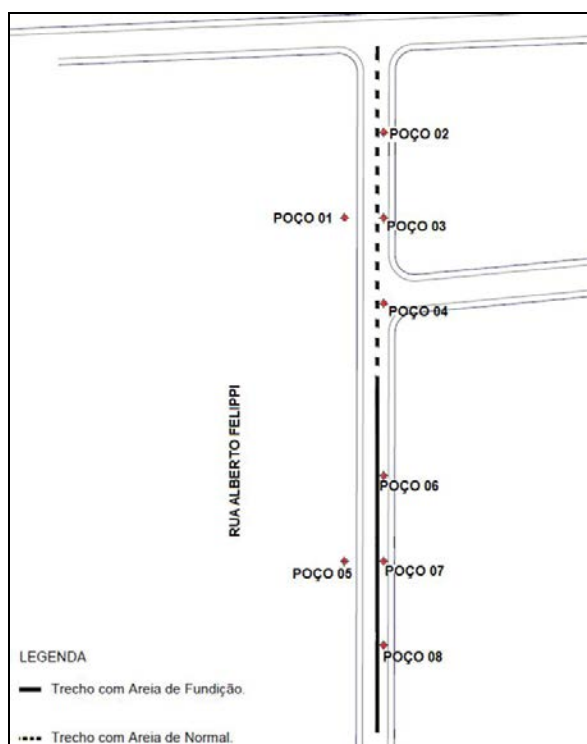 POÇO 02
POÇO 01
POÇO 03
POÇO 04
RUA ALBERTO FELIPPI
POÇO 06
POÇO 05
POÇO 07
POÇO 08
LEGENDA
Trecho com Areia de Fundição.
Trecho com Areia de Normal.